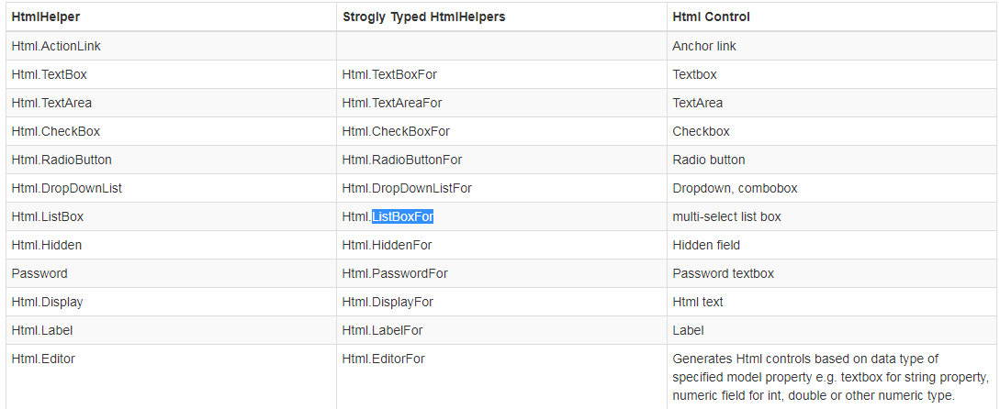 HtmlHelper Strogly Typed HtmlHelpers Html Control
Html.ActionLink Anchor link
Html.TextBox Html.TextBoxFor Textbox
Html.TextArea Html.TextAreaFor TextArea
Html.CheckBox Html.CheckBoxFor Checkbox
Html.RadioButton Html.RadioButtonFor Radio button
Html.DropDownList Html.DropDownListFor Dropdown, combobox
Html.ListBox Html.ListBoxFor multi-select list box
Html.Hidden Html.HiddenFor Hidden field
Password Html.PasswordFor Password textbox
Html.Display Html.DisplayFor Html text
Html.Label Html.LabelFor Label
Html.Editor Html.EditorFor Generates Html controls based on data type of
specified model property e.g. textbox for string property,
numeric field for int, double or other numeric type.